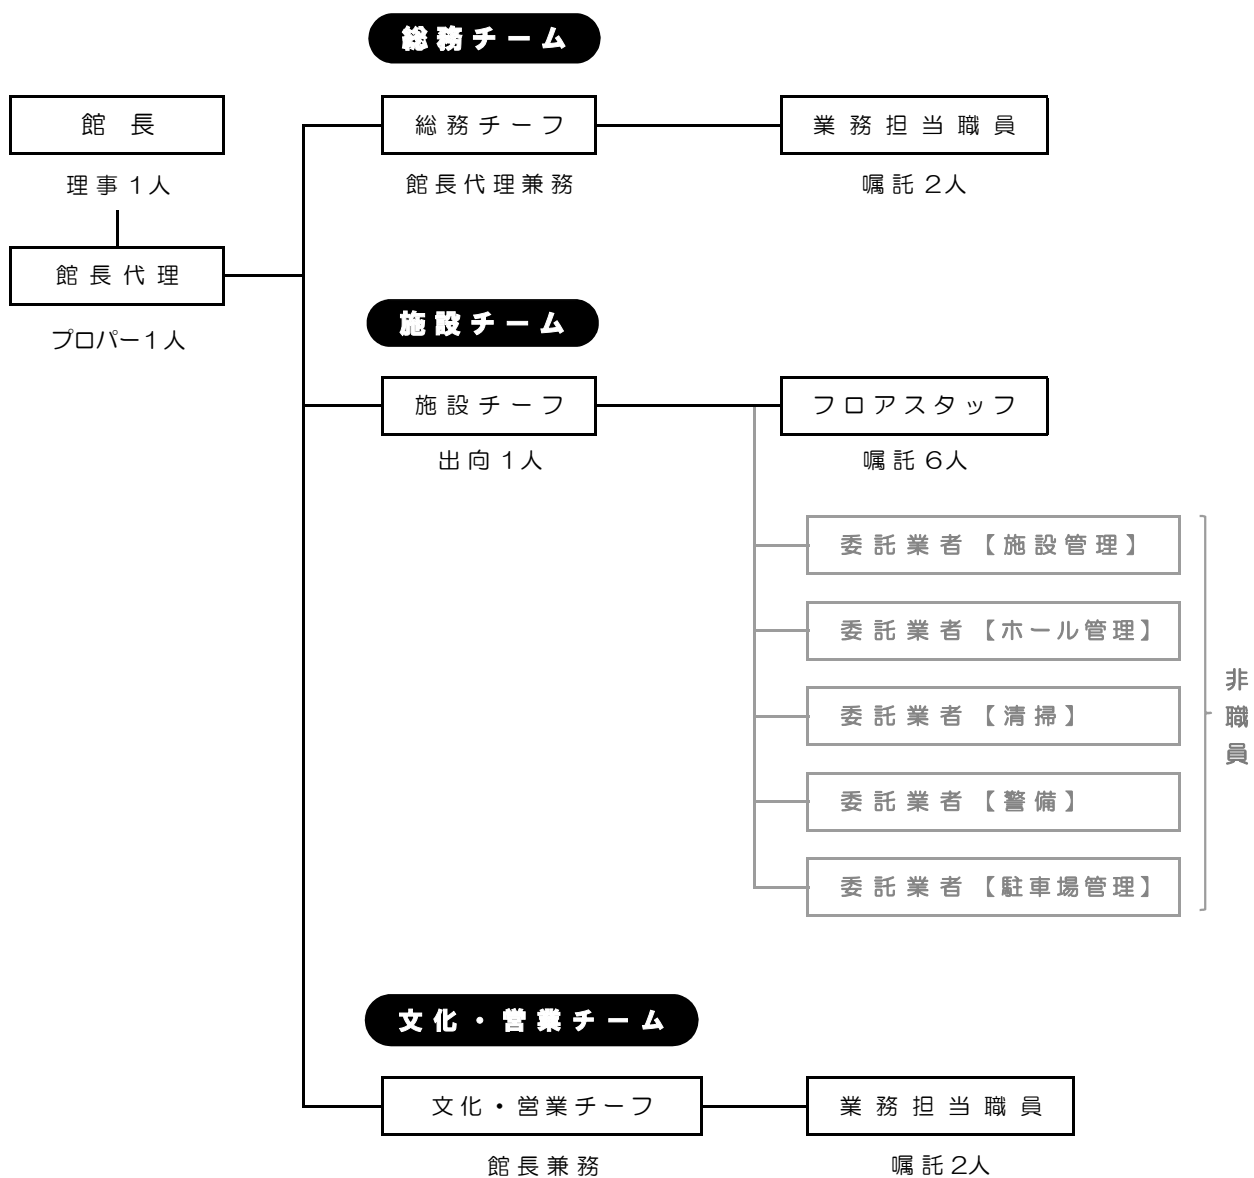 館長
理事1人
館長代理
プロパー1人
総務チーム
総務チーフ
館長代理兼務
業務担当職員
嘱託2人
施設チーム
施設チーフ
出向1人
フロアスタッフ
嘱託6人
委託業者【施設管理】
委託業者【ホール管理】
委託業者【清掃】
委託業者【警備】
委託業者【駐車場管理】
非職員
文化・営業チーム
文化・営業チーフ
館長兼務
業務担当職員
嘱託2人